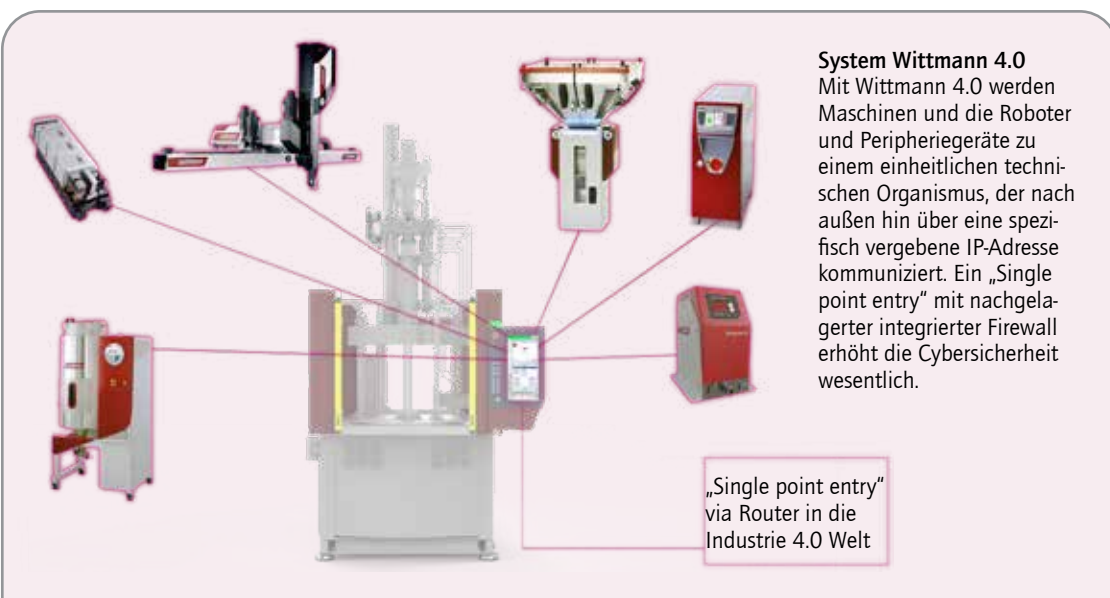 System Wittmann 4.0
Mit Wittmann 4.0 werden
Maschinen und die Roboter
und Peripheriegeräte zu
einem einheitlichen techni-
schen Organismus, der nach
außen hin über eine spezi-
fisch vergebene IP-Adresse
kommuniziert. Ein „Single
point entry“ mit nachgela-
gerter integrierter Firewall
erhöht die Cybersicherheit
wesentlich.
„Single point entry“
via Router in die
Industrie 4.0 Welt